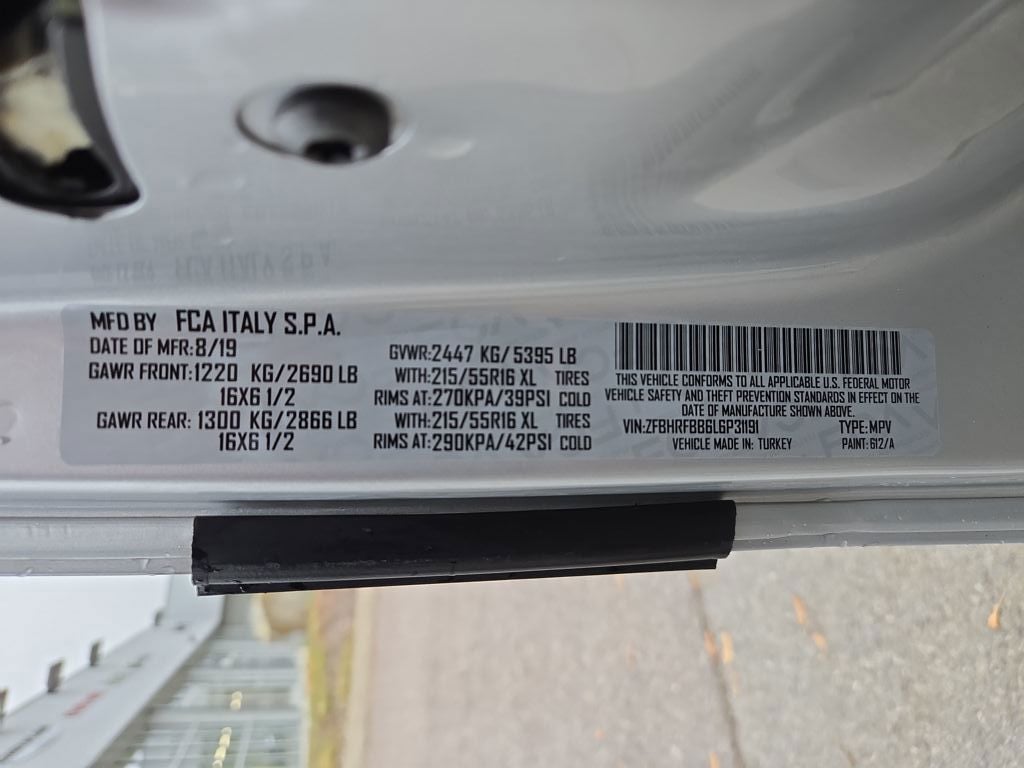 MFD BY FCA ITALY S.P.A.
DATE OF MFR:8/19
GAWR FRONT:1220 KG/2690 LB
16X6 1/2
GAWR REAR: 1300 KG/2866 LB
16X6 1/2
GVWR:2447 KG/5395 LB
WITH:215/55R16 XL TIRES
RIMS AT:270KPA/39PSI COLD
WITH:215/55R16 XL TIRES
RIMS AT:290KPA/42PSI COLD
THIS VEHICLE CONFORMS TO ALL APPLICABLE U.S. FEDERAL MOTOR
VEHICLE SAFETY AND THEFT PREVENTION STANDARDS IN EFFECT ON THE
DATE OF MANUFACTURE SHOWN ABOVE.
VIN:ZFBHRFBB6L6P31191 TYPE:MPV
VEHICLE MADE IN: TURKEY PAINT: 612/A